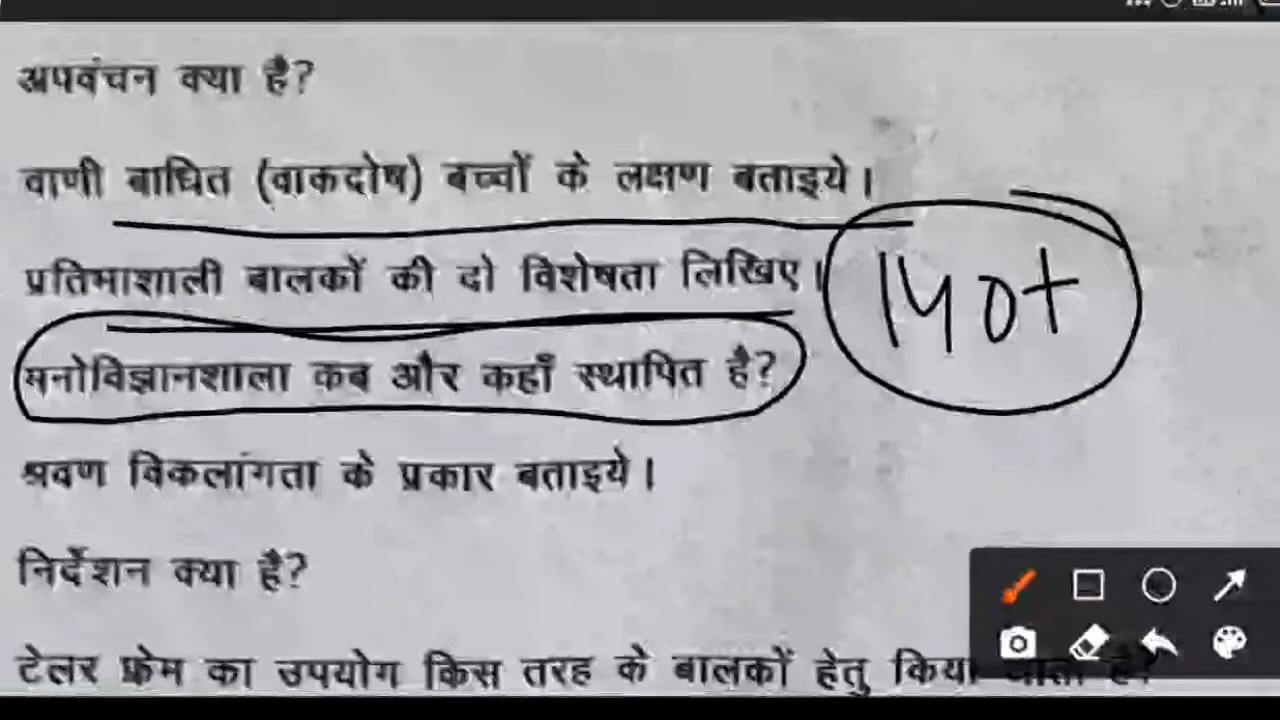 अपवंचन क्या है?
वाणी बाधित (वाकदोष) बच्चों के लक्षण बताइये।
प्रतिभाशाली बालकों की दो विशेषता लिखिए।
140+
मनोविज्ञानशाला कब और कहाँ स्थापित है?
श्रवण विकलांगता के प्रकार बताइये।
निर्देशन क्या है?
टेलर फ्रेम का उपयोग किस तरह के बालकों हेतु किया जाता है?